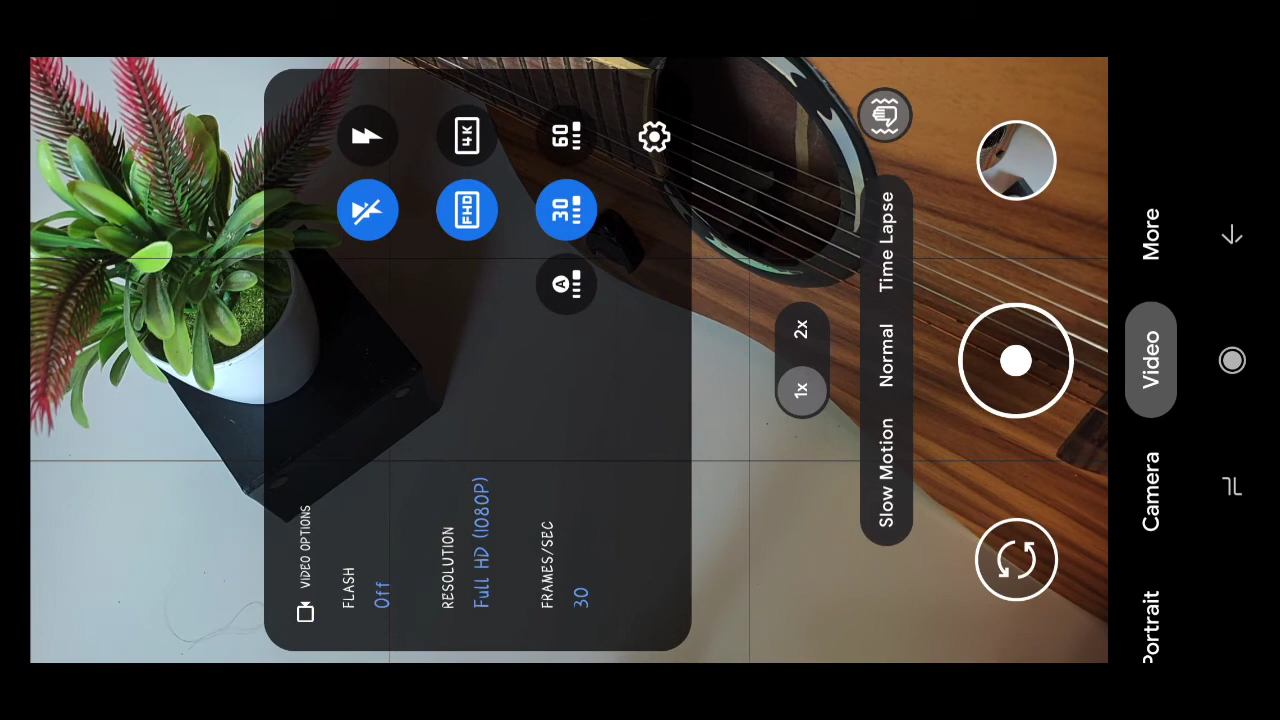 VIDEO OPTIONS
FLASH
Off
RESOLUTION
Full HD (1080P)
4K
FHD
FRAMES/SEC
30
60
30
A
1x
2x
Slow Motion
Normal
Time Lapse
Portrait
Camera
Video
More